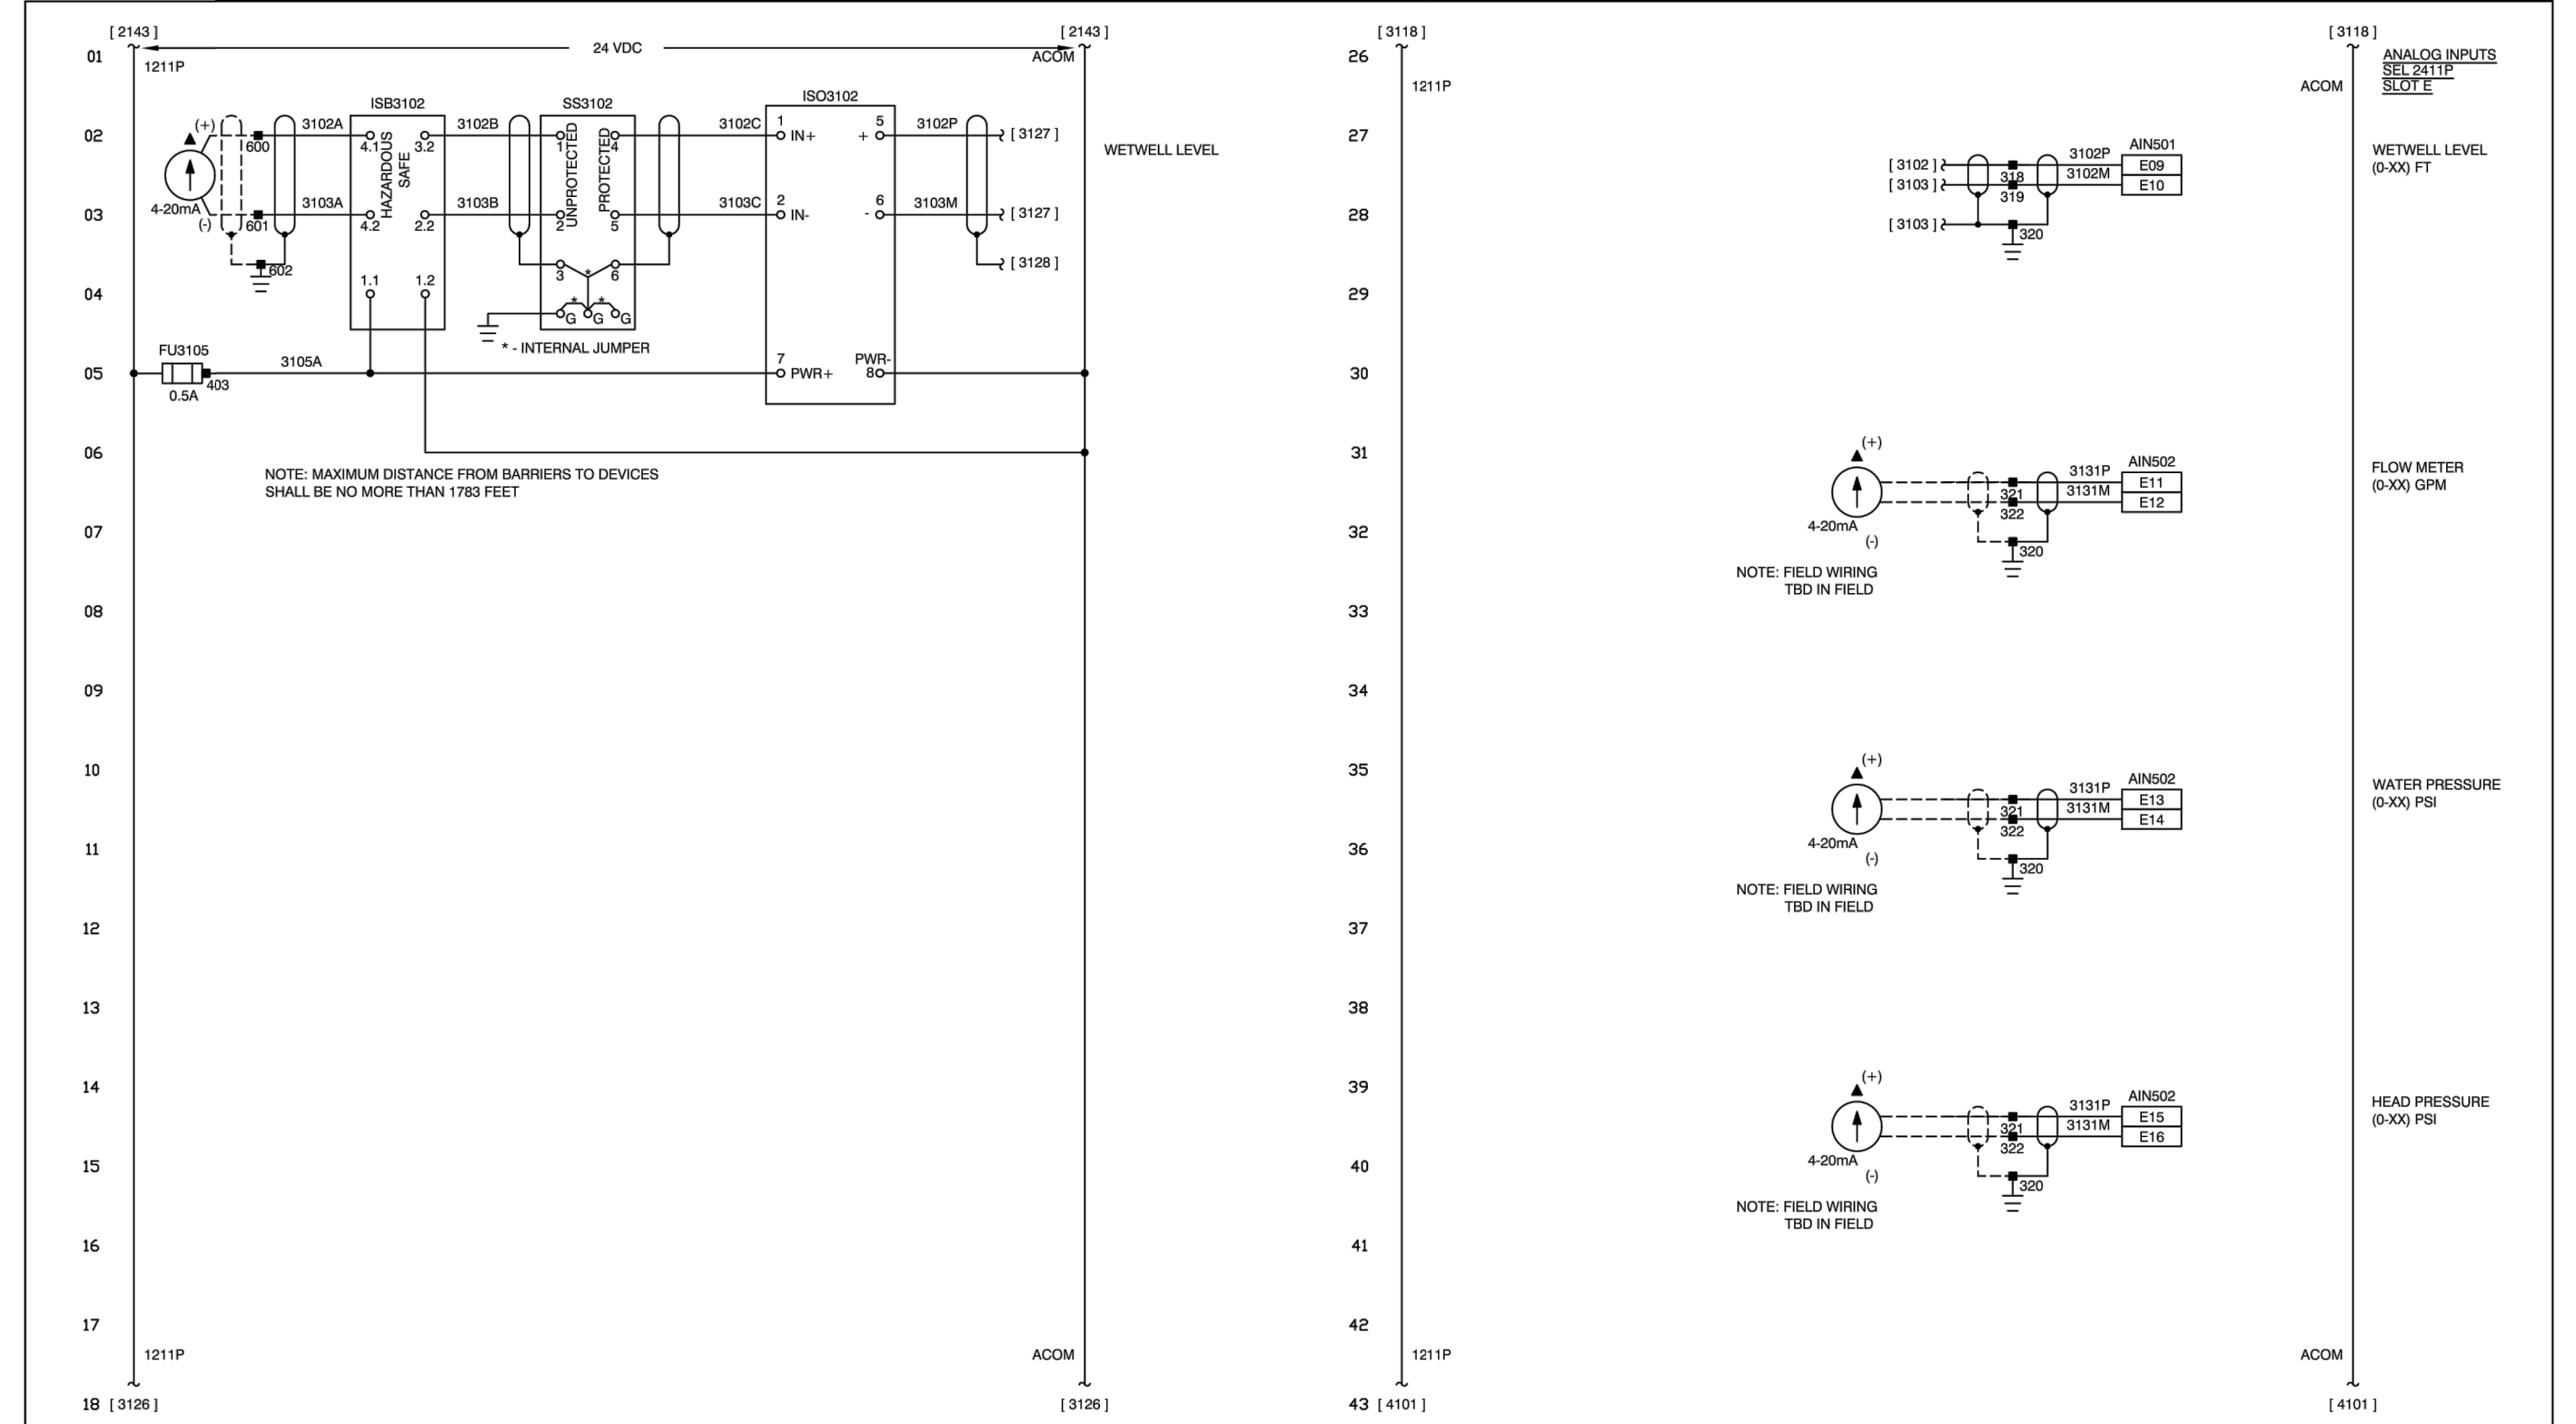 [ 2143 ]
[ 2143 ]
[ 3118 ]
[ 3118 ]
24 VDC
01
1211P
ACOM
26
1211P
ACOM
ANALOG INPUTS
SEL 2411P
SLOT E
ISB3102
SS3102
ISO3102
02
(+)
600
3102A
4.1
3.2
3102B
1
4
3102C
1
IN+
5
+
3102P
[ 3127 ]
WETWELL LEVEL
HAZARDOUS
SAFE
UNPROTECTED
PROTECTED
4-20mA
03
(-)
601
3103A
4.2
2.2
3103B
2
5
3103C
2
IN-
6
-
3103M
[ 3127 ]
602
3
*
6
[ 3128 ]
04
1.1
1.2
*
*
G
G
G
* - INTERNAL JUMPER
FU3105
05
403
0.5A
3105A
7
PWR+
PWR-
8
06
NOTE: MAXIMUM DISTANCE FROM BARRIERS TO DEVICES
SHALL BE NO MORE THAN 1783 FEET
07
08
09
10
11
12
13
14
15
16
17
1211P
ACOM
18 [ 3126 ]
[ 3126 ]
27
AIN501
[ 3102 ]
318
3102P
E09
WETWELL LEVEL
(0-XX) FT
[ 3103 ]
319
3102M
E10
28
[ 3103 ]
320
29
30
31
(+)
AIN502
321
3131P
E11
FLOW METER
(0-XX) GPM
322
3131M
E12
4-20mA
32
(-)
320
NOTE: FIELD WIRING
TBD IN FIELD
33
34
35
(+)
AIN502
321
3131P
E13
WATER PRESSURE
(0-XX) PSI
322
3131M
E14
4-20mA
36
(-)
320
NOTE: FIELD WIRING
TBD IN FIELD
37
38
39
(+)
AIN502
321
3131P
E15
HEAD PRESSURE
(0-XX) PSI
322
3131M
E16
4-20mA
40
(-)
320
NOTE: FIELD WIRING
TBD IN FIELD
41
42
1211P
ACOM
43 [ 4101 ]
[ 4101 ]